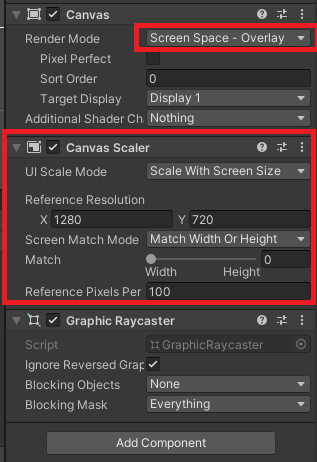 Canvas
Render Mode Screen Space - Overlay
Pixel Perfect
Sort Order 0
Target Display Display 1
Additional Shader Ch Nothing
Canvas Scaler
UI Scale Mode Scale With Screen Size
Reference Resolution
X 1280 Y 720
Screen Match Mode Match Width Or Height
Match 0
Width Height
Reference Pixels Per 100
Graphic Raycaster
Script GraphicRaycaster
Ignore Reversed Grap
Blocking Objects None
Blocking Mask Everything
Add Component